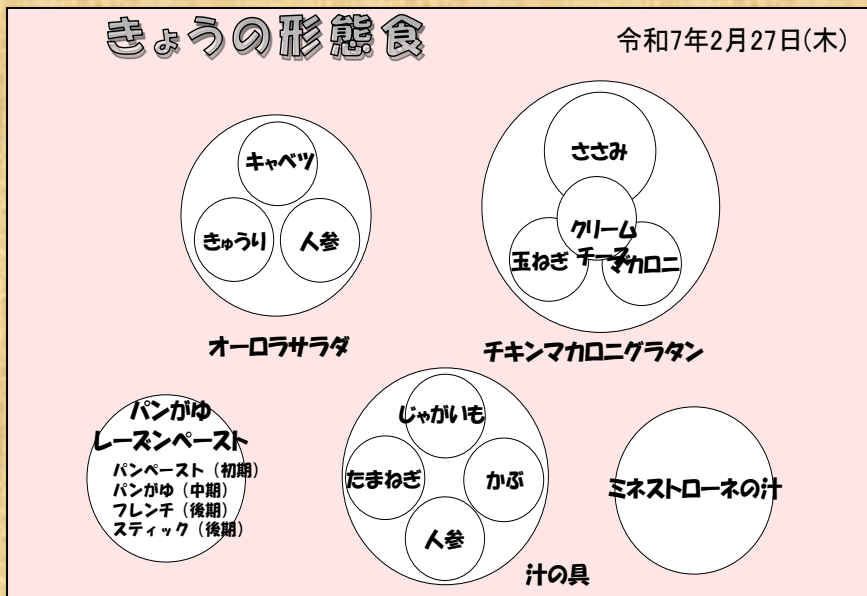 きょうの形態食
令和7年2月27日(木)
キャベツ
きゅうり
人参
オーロラサラダ
ささみ
クリーム
チーズ
玉ねぎ
マカロニ
チキンマカロニグラタン
パンがゆ
レーズンペースト
パンペースト（初期）
パンがゆ（中期）
フレンチ（後期）
スティック（後期）
じゃがいも
たまねぎ
かぶ
人参
汁の具
ミネストローネの汁